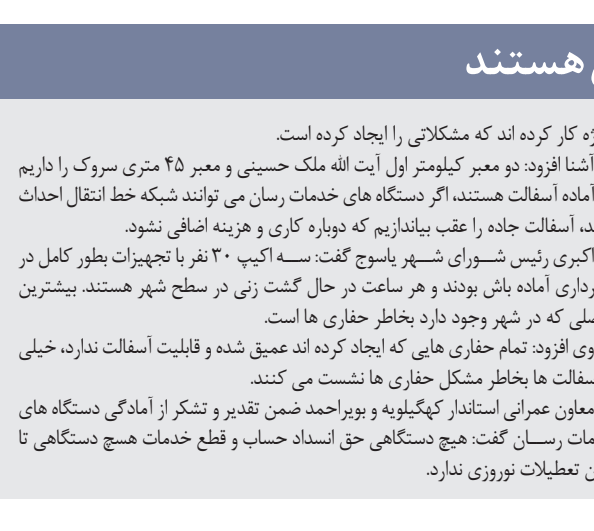 هستند
کار کرده اند که مشکلاتی را ایجاد کرده است.
آشنا افزود: دو معبر کیلومتر اول آیت الله ملک حسینی و معبر ۴۵ متری سروک را داریم
آماده آسفالت هستند، اگر دستگاه های خدمات رسان می توانند شبکه خط انتقال احداث
آسفالت جاده را عقب بیاندازیم که دوباره کاری و هزینه اضافی نشود.
اکبری رئیس شورای شهر یاسوج گفت: سه اکیپ ۳۰ نفر با تجهیزات بطور کامل در
آماده باش بودند و هر ساعت در حال گشت زنی در سطح شهر هستند. بیشترین
که در شهر وجود دارد بخاطر حفاری ها است.
وی افزود: تمام حفاری هایی که ایجاد کرده اند عمیق شده و قابلیت آسفالت ندارد، خیلی
ها بخاطر مشکل حفاری ها نشست می کنند.
معاون عمرانی استاندار کهگیلویه و بویراحمد ضمن تقدیر و تشکر از آمادگی دستگاه های
رسان گفت: هیچ دستگاهی حق انسداد حساب و قطع خدمات هسچ دستگاهی تا
تعطیلات نوروزی ندارد.